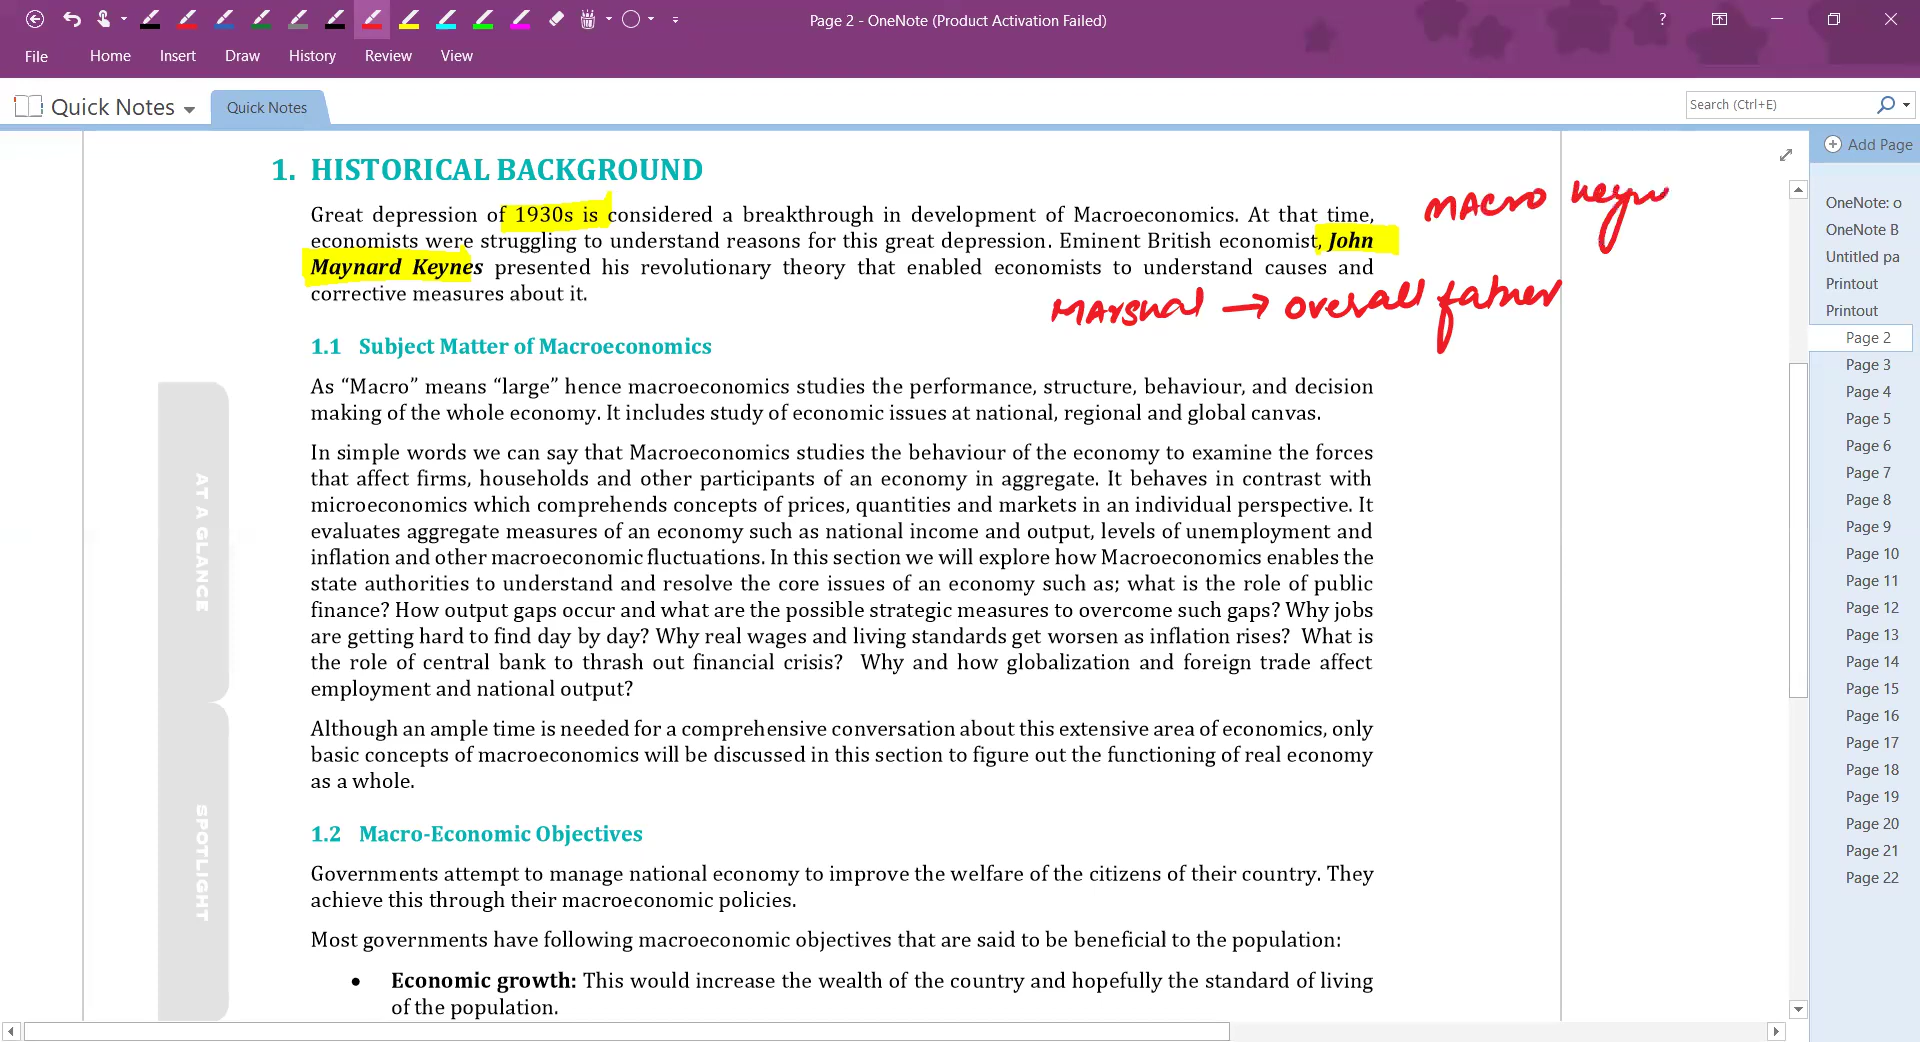 Page 2 - OneNote (Product Activation Failed)
?
File Home Insert Draw History Review View
Quick Notes
Quick Notes
Search (Ctrl+E)
Add Page
OneNote: o
OneNote B
Untitled pa
Printout
Printout
Page 2
Page 3
Page 4
Page 5
Page 6
Page 7
Page 8
Page 9
Page 10
Page 11
Page 12
Page 13
Page 14
Page 15
Page 16
Page 17
Page 18
Page 19
Page 20
Page 21
Page 22
1. HISTORICAL BACKGROUND
Great depression of 1930s is considered a breakthrough in development of Macroeconomics. At that time,
economists were struggling to understand reasons for this great depression. Eminent British economist, John
Maynard Keynes presented his revolutionary theory that enabled economists to understand causes and
corrective measures about it.
Macro
Marshal → overall father
1.1 Subject Matter of Macroeconomics
As “Macro” means “large” hence macroeconomics studies the performance, structure, behaviour, and decision
making of the whole economy. It includes study of economic issues at national, regional and global canvas.
In simple words we can say that Macroeconomics studies the behaviour of the economy to examine the forces
that affect firms, households and other participants of an economy in aggregate. It behaves in contrast with
microeconomics which comprehends concepts of prices, quantities and markets in an individual perspective. It
evaluates aggregate measures of an economy such as national income and output, levels of unemployment and
inflation and other macroeconomic fluctuations. In this section we will explore how Macroeconomics enables the
state authorities to understand and resolve the core issues of an economy such as; what is the role of public
finance? How output gaps occur and what are the possible strategic measures to overcome such gaps? Why jobs
are getting hard to find day by day? Why real wages and living standards get worsen as inflation rises? What is
the role of central bank to thrash out financial crisis? Why and how globalization and foreign trade affect
employment and national output?
Although an ample time is needed for a comprehensive conversation about this extensive area of economics, only
basic concepts of macroeconomics will be discussed in this section to figure out the functioning of real economy
as a whole.
1.2 Macro-Economic Objectives
Governments attempt to manage national economy to improve the welfare of the citizens of their country. They
achieve this through their macroeconomic policies.
Most governments have following macroeconomic objectives that are said to be beneficial to the population:
• Economic growth: This would increase the wealth of the country and hopefully the standard of living
of the population.
AT A GLANCE
SPOTLIGHT